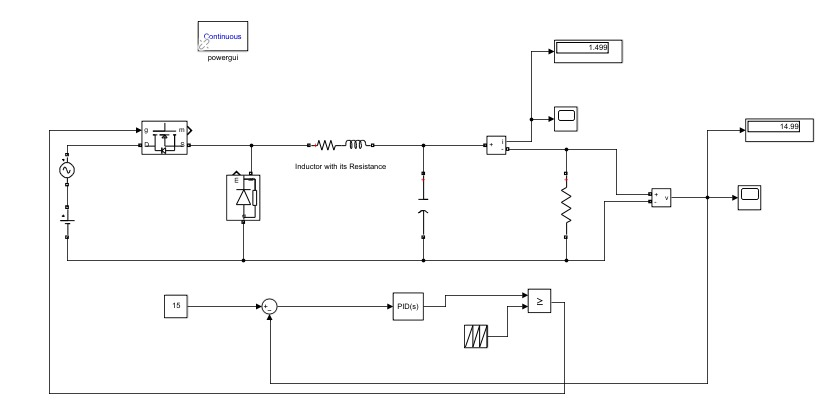 Continuous
powergui
1.499
14.99
g m
D S
+ i
-
Inductor with its Resistance
+
+
+ v
-
15
+
-
PID(s)
≥